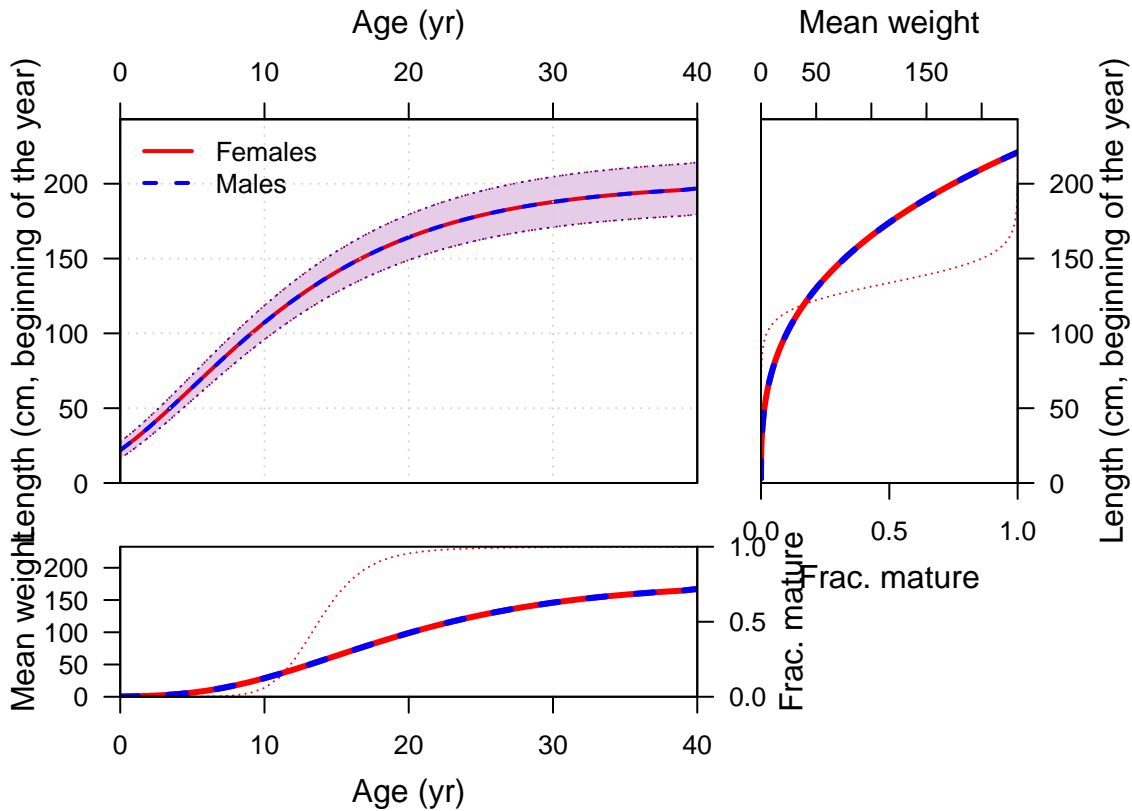 Age (yr)
0 10 20 30 40
Length (cm, beginning of the year)
200
150
100
50
0
Females
Males
Mean weight
0 50 150
Length (cm, beginning of the year)
200
150
100
50
0
0.0 0.5 1.0
Frac. mature
Mean weight
200
150
100
50
0
1.0
0.5
0.0
Frac. mature
0 10 20 30 40
Age (yr)